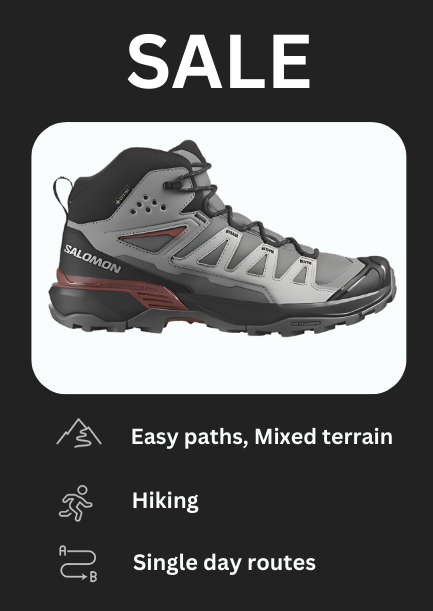 SALE
SALOMON
Easy paths, Mixed terrain
Hiking
A
B
Single day routes